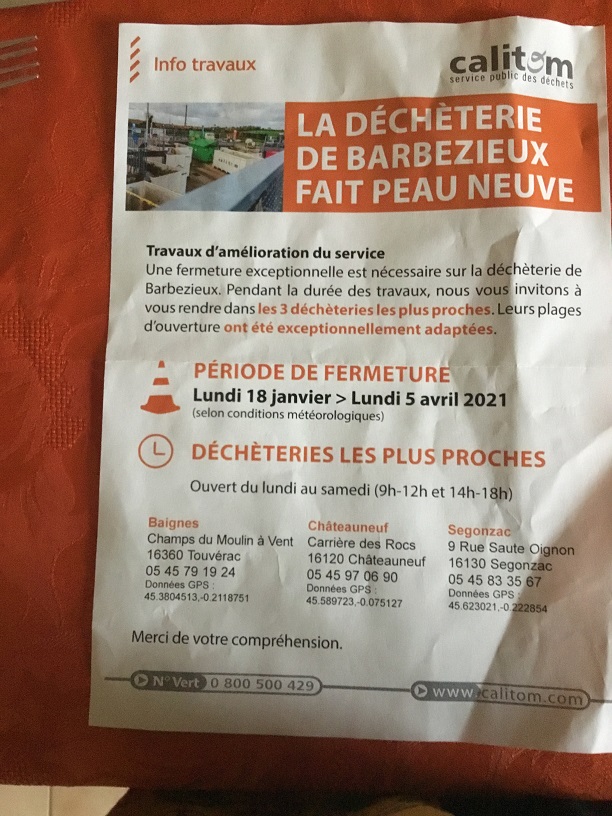 Info travaux
calitom
service public des déchets
LA DÉCHÈTERIE
DE BARBEZIEUX
FAIT PEAU NEUVE
Travaux d'amélioration du service
Une fermeture exceptionnelle est nécessaire sur la déchèterie de
Barbezieux. Pendant la durée des travaux, nous vous invitons à
vous rendre dans les 3 déchèteries les plus proches. Leurs plages
d'ouverture ont été exceptionnellement adaptées.
PÉRIODE DE FERMETURE
Lundi 18 janvier > Lundi 5 avril 2021
(selon conditions météorologiques)
DÉCHÈTERIES LES PLUS PROCHES
Ouvert du lundi au samedi (9h-12h et 14h-18h)
Baignes
Champs du Moulin à Vent
16360 Touvérac
05 45 79 19 24
Données GPS :
45.3804513,-0.2118751
Châteauneuf
Carrière des Rocs
16120 Châteauneuf
05 45 97 06 90
Données GPS :
45.589723,-0.075127
Segonzac
9 Rue Saute Oignon
16130 Segonzac
05 45 83 35 67
Données GPS :
45.623021,-0.222854
Merci de votre compréhension.
N° Vert 0 800 500 429
www.calitom.com